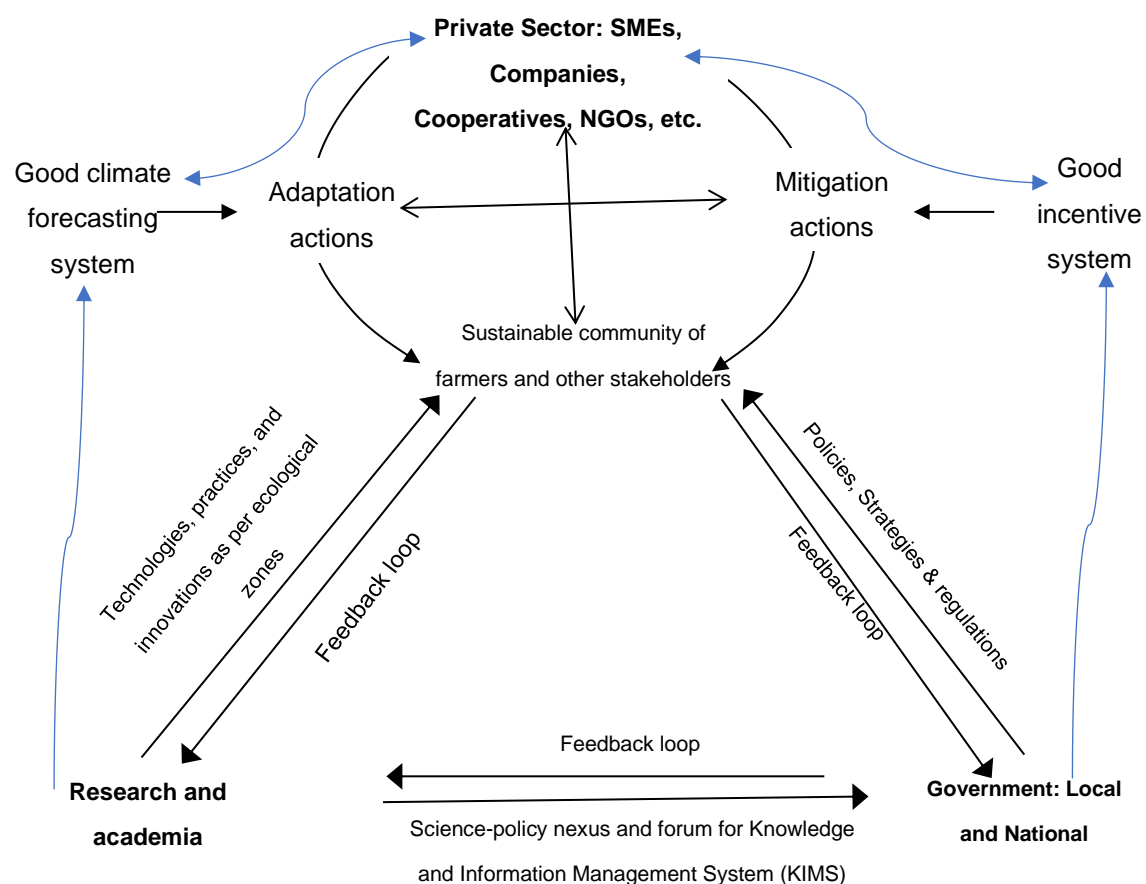 Private Sector: SMEs,
Companies,
Cooperatives, NGOs, etc.
Good climate
forecasting
system
Adaptation
actions
Mitigation
actions
Good
incentive
system
Sustainable community of
farmers and other stakeholders
Technologies, practices, and
innovations as per ecological
zones
Feedback loop
Policies, Strategies & regulations
Feedback loop
Feedback loop
Research and
academia
Science-policy nexus and forum for Knowledge
and Information Management System (KIMS)
Government: Local
and National